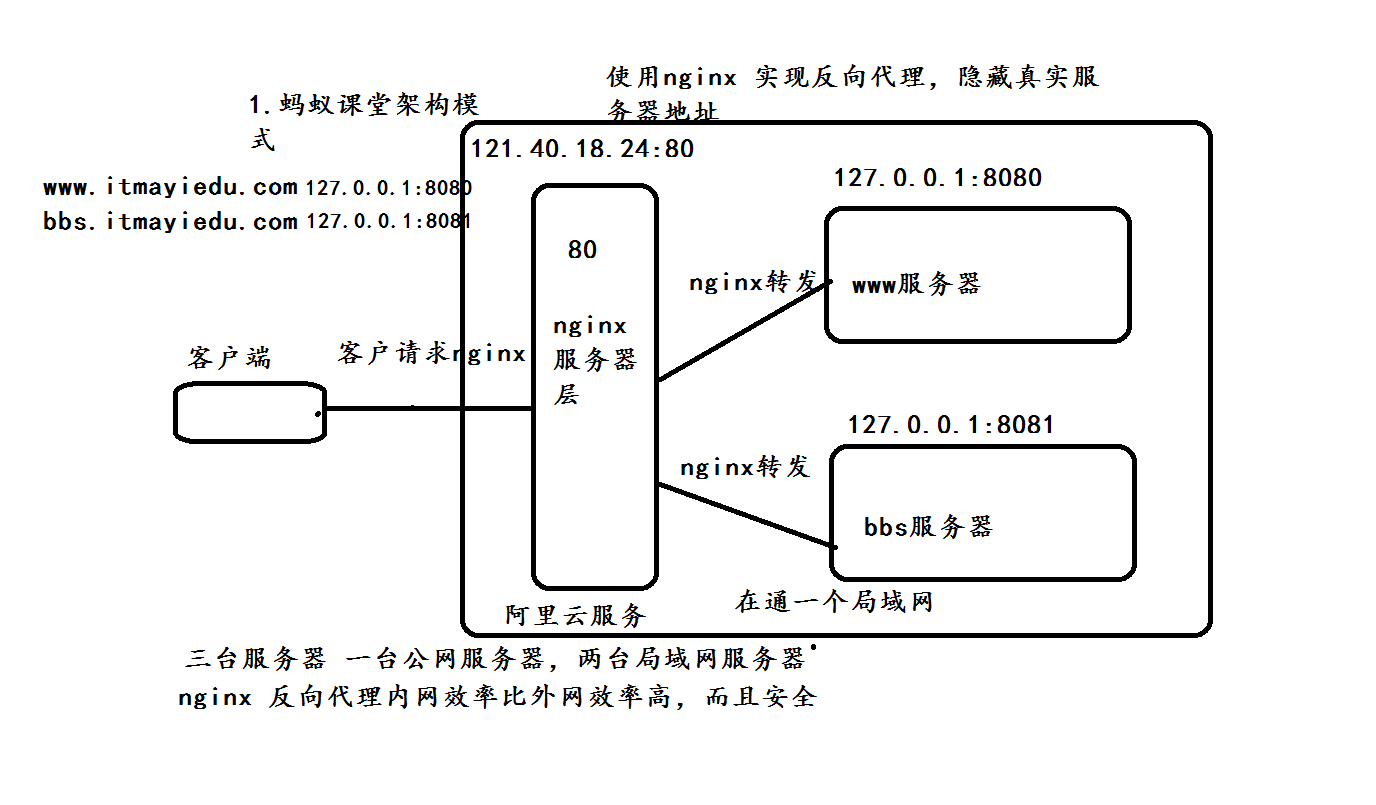 使用nginx 实现反向代理，隐藏真实服
务器地址
1.蚂蚁课堂架构模
式
121.40.18.24:80
www.itmayiedu.com 127.0.0.1:8080
bbs.itmayiedu.com 127.0.0.1:8081
127.0.0.1:8080
80
nginx转发
www服务器
nginx
服务器
层
客户端
客户请求nginx
127.0.0.1:8081
nginx转发
bbs服务器
在通一个局域网
阿里云服务
三台服务器 一台公网服务器，两台局域网服务器
nginx 反向代理内网效率比外网效率高，而且安全